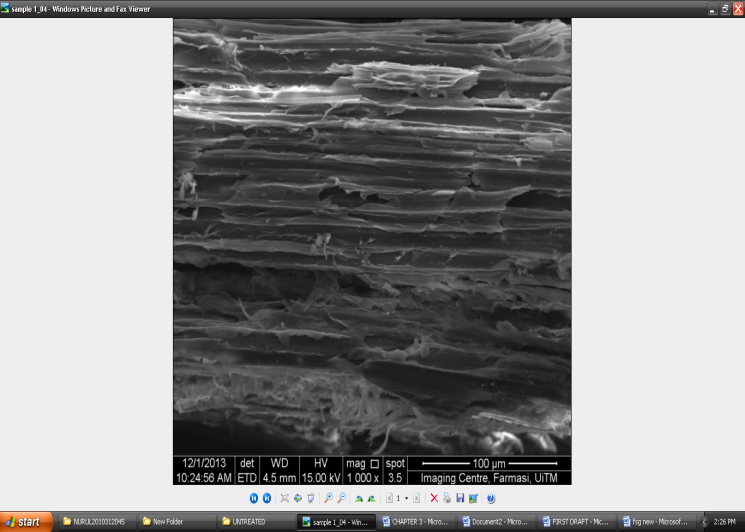 sample 1_04 - Windows Picture and Fax Viewer
12/1/2013 det WD HV mag □ spot 100 µm
10:24:56 AM ETD 4.5 mm 15.00 kV 1 000 x 3.5 Imaging Centre, Farmasi, UiTM
1
start NURUL2010312045 New Folder UNTREATED sample 1_04 - Win... CHAPTER 3 - Micro... Document2 - Micro... FIRST DRAFT - Mic... fsg new - Microsof... 2:26 PM